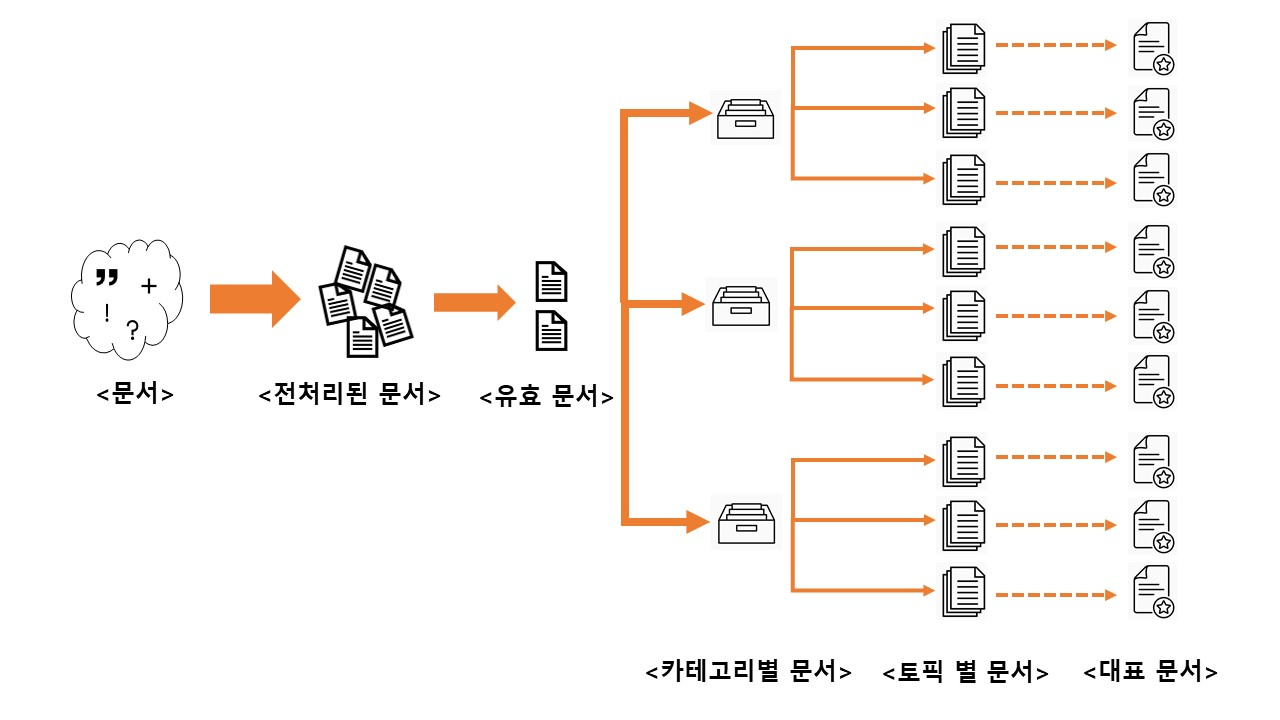 ” +
! ?
<문서>
<전처리된 문서>
<유효 문서>
<카테고리별 문서>
<토픽 별 문서>
<대표 문서>